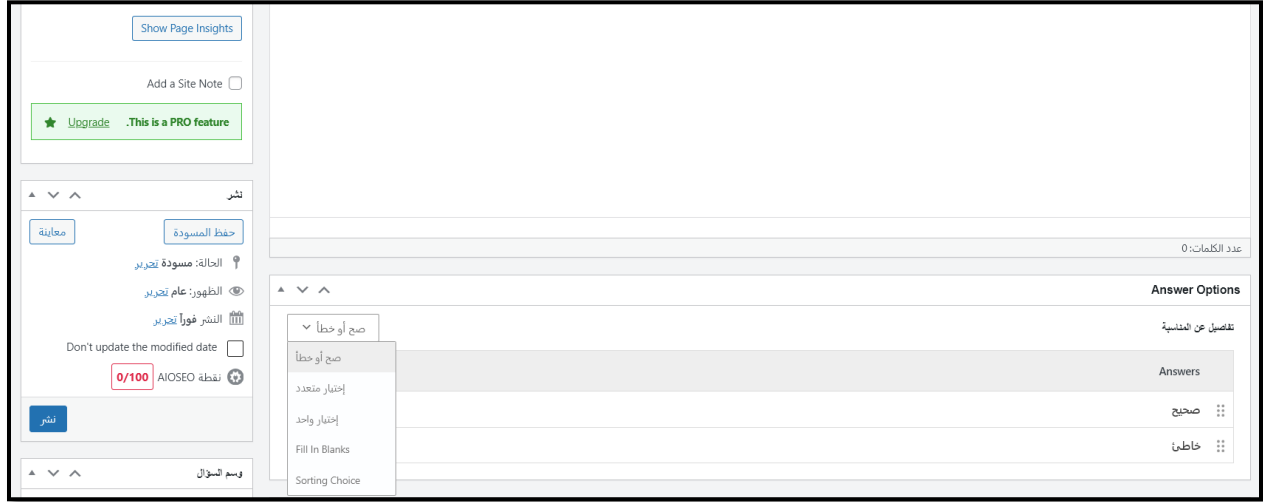 Show Page Insights
Add a Site Note
This is a PRO feature. Upgrade
نشر
حفظ المسودة
معاينة
الحالة: مسودة تحرير
الظهور: عام تحرير
النشر فوراً تحرير
Don't update the modified date
نقطة AIOSEO 0/100
نشر
وسم السؤال
عدد الكلمات: 0
Answer Options
تفاصيل عن المناسبة
صح أو خطأ
صح أو خطأ
إختيار متعدد
إختيار واحد
Fill In Blanks
Sorting Choice
Answers
صحيح
خاطئ